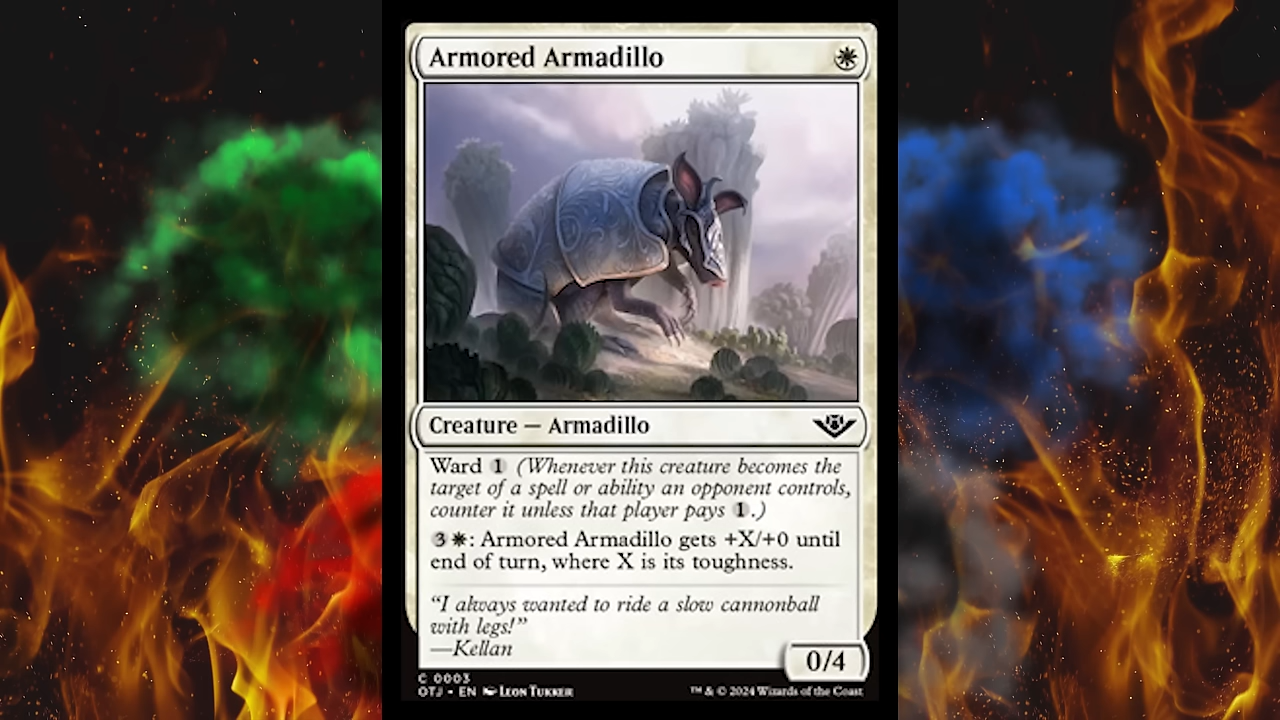 Armored Armadillo
Creature — Armadillo
Ward 1 (Whenever this creature becomes the
target of a spell or ability an opponent controls,
counter it unless that player pays 1.)
3: Armored Armadillo gets +X/+0 until
end of turn, where X is its toughness.
“I always wanted to ride a slow cannonball
with legs!”
—Kellan
0/4
C 0003
OTJ • EN Leon Tukker
™ & © 2024 Wizards of the Coast